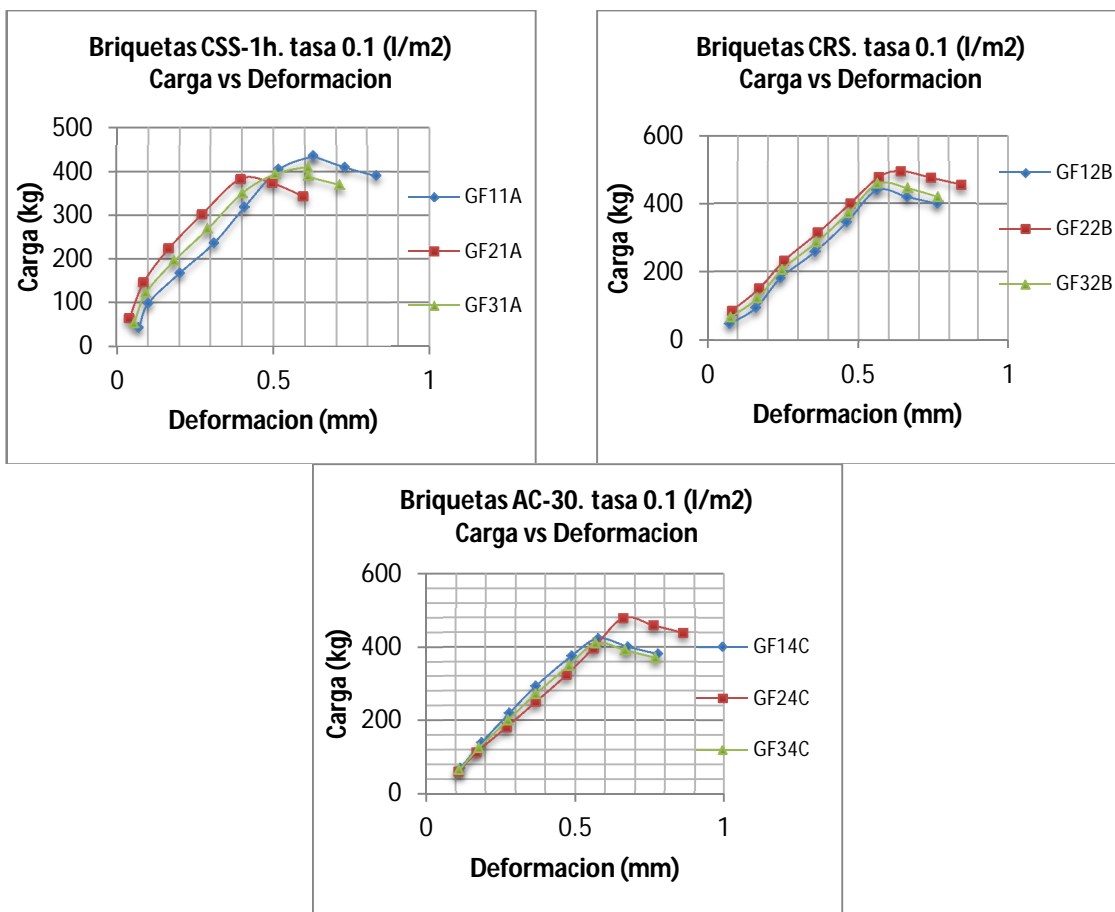 Briquetas CSS-1h. tasa 0.1 (l/m2)
Carga vs Deformacion
500
400
300
200
100
0
Carga (kg)
0
0.5
1
Deformacion (mm)
GF11A
GF21A
GF31A
Briquetas CRS. tasa 0.1 (l/m2)
Carga vs Deformacion
600
400
200
0
Carga (kg)
0
0.5
1
Deformacion (mm)
GF12B
GF22B
GF32B
Briquetas AC-30. tasa 0.1 (l/m2)
Carga vs Deformacion
600
400
200
0
Carga (kg)
0
0.5
1
Deformacion (mm)
GF14C
GF24C
GF34C